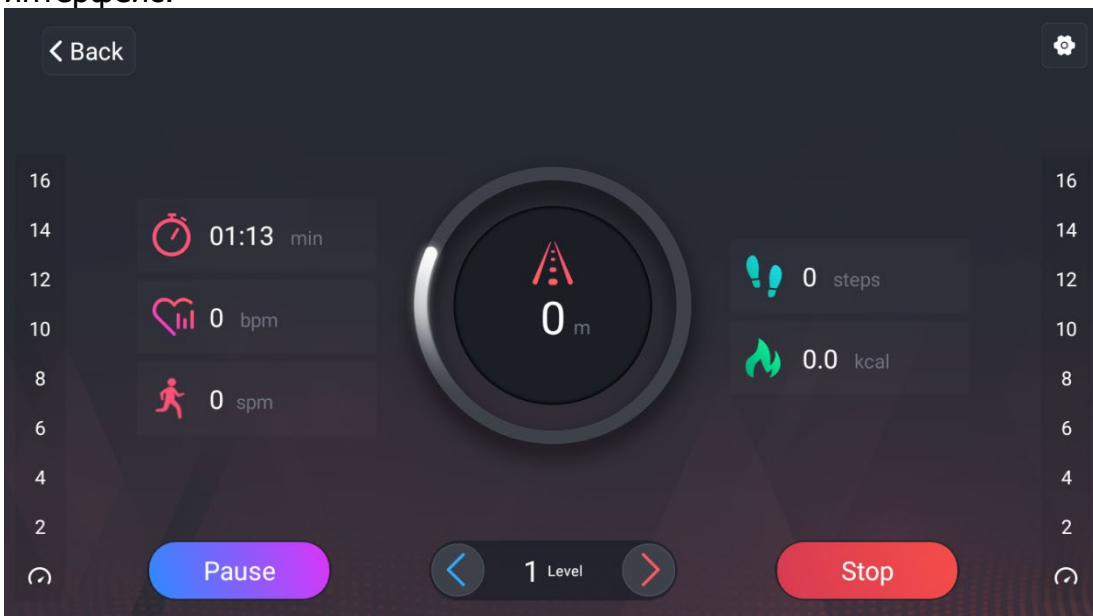 интерфейс.
Back
16 16
14 14
01:13 min
0 steps
12 12
0 bpm
0 m
10 10
0.0 kcal
8 8
0 spm
6 6
4 4
2 2
Pause
1 Level
Stop